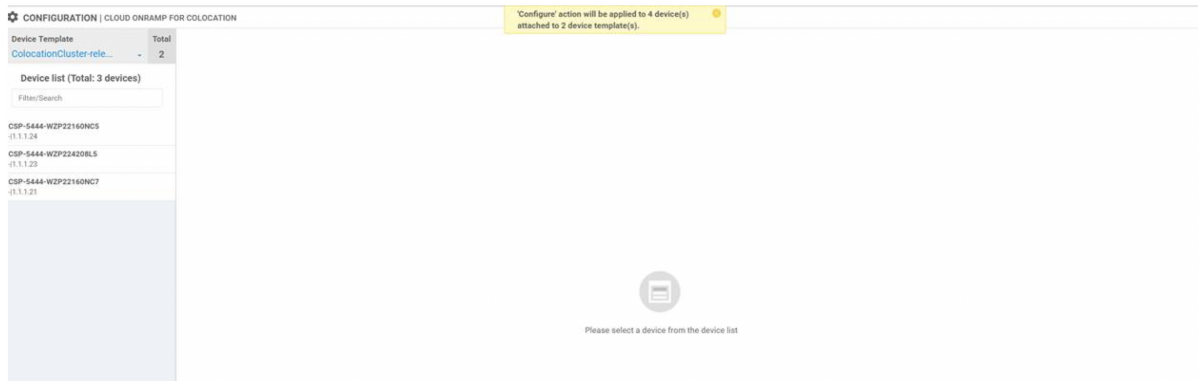 CONFIGURATION | CLOUD ONRAMP FOR COLOCATION
'Configure' action will be applied to 4 device(s)
attached to 2 device template(s).
Device Template
Total
ColocationCluster-rele...
2
Device list (Total: 3 devices)
Filter/Search
CSP-5444-WZP22160NC5
-|1.1.1.24
CSP-5444-WZP224208L5
-|1.1.1.23
CSP-5444-WZP22160NC7
-|1.1.1.21
Please select a device from the device list